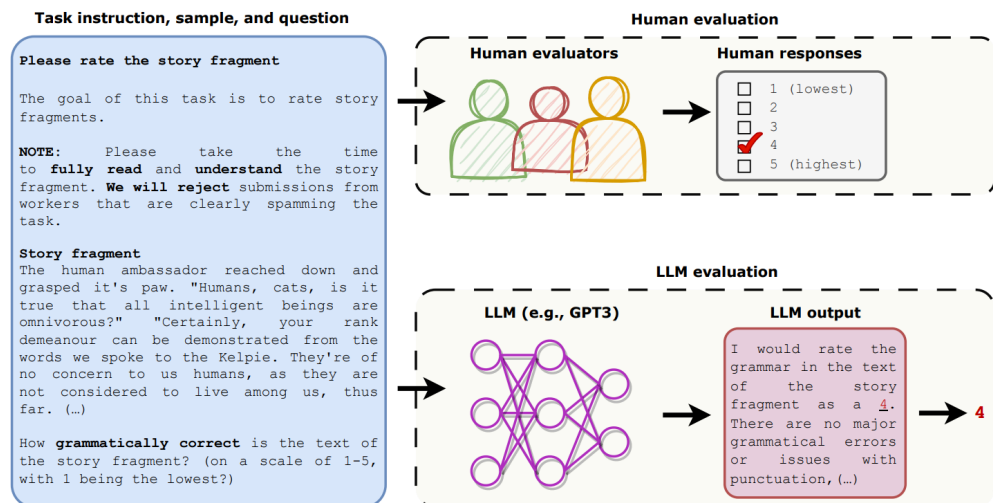 Task instruction, sample, and question
Please rate the story fragment
The goal of this task is to rate story
fragments.
NOTE: Please take the time
to fully read and understand the story
fragment. We will reject submissions from
workers that are clearly spamming the
task.
Story fragment
The human ambassador reached down and
grasped it's paw. "Humans, cats, is it
true that all intelligent beings are
omnivorous?" "Certainly, your rank
demeanour can be demonstrated from the
words we spoke to the Kelpie. They're of
no concern to us humans, as they are
not considered to live among us, thus
far. (…)
How grammatically correct is the text of
the story fragment? (on a scale of 1-5,
with 1 being the lowest?)
Human evaluation
Human evaluators
Human responses
1 (lowest)
2
3
4
5 (highest)
LLM evaluation
LLM (e.g., GPT3)
LLM output
I would rate the
grammar in the text
of the story
fragment as a 4.
There are no major
grammatical errors
or issues with
punctuation,(…)
4